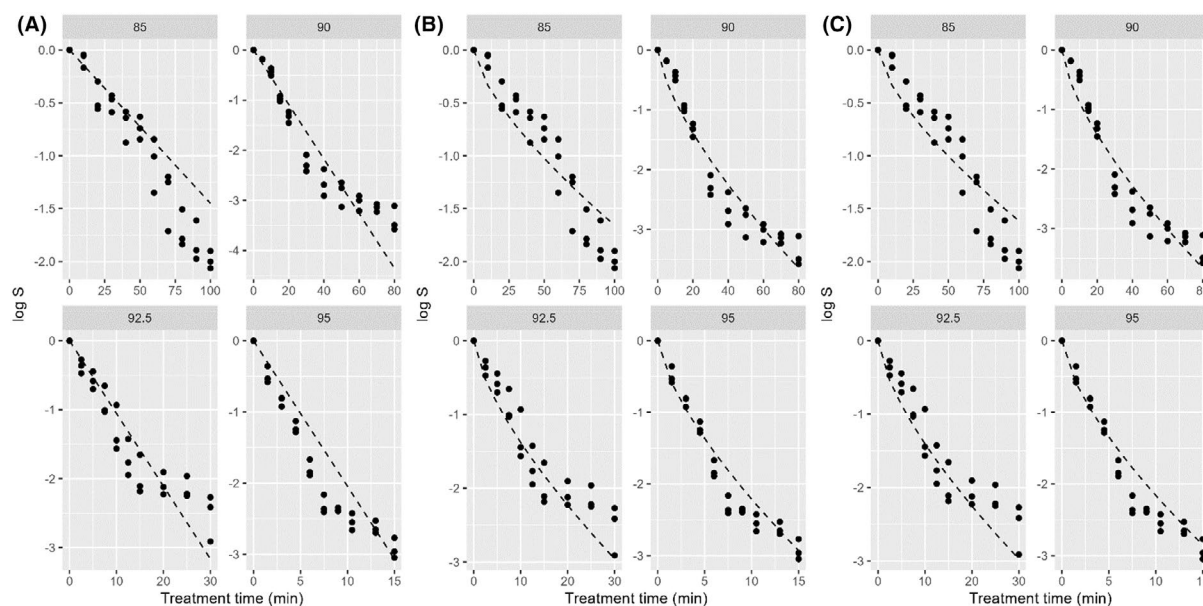 (A) 85 90 (B) 85 90 (C) 85 90
0.0 0 0.0 0 0.0 0
-0.5 -1 -0.5 -1 -0.5 -1
-1.0 -2 -1.0 -2 -1.0 -2
-1.5 -3 -1.5 -3 -1.5 -3
-2.0 -4 -2.0 -2.0
0 25 50 75 100 0 20 40 60 80 0 25 50 75 100 0 20 40 60 80 0 25 50 75 100 0 20 40 60 80
log S log S log S
92.5 95 92.5 95 92.5 95
0 0 0 0 0 0
-1 -1 -1 -1 -1 -1
-2 -2 -2 -2 -2 -2
-3 -3 -3 -3 -3 -3
0 10 20 30 0 5 10 15 0 10 20 30 0 5 10 15 0 10 20 30 0 5 10
Treatment time (min) Treatment time (min) Treatment time (min)